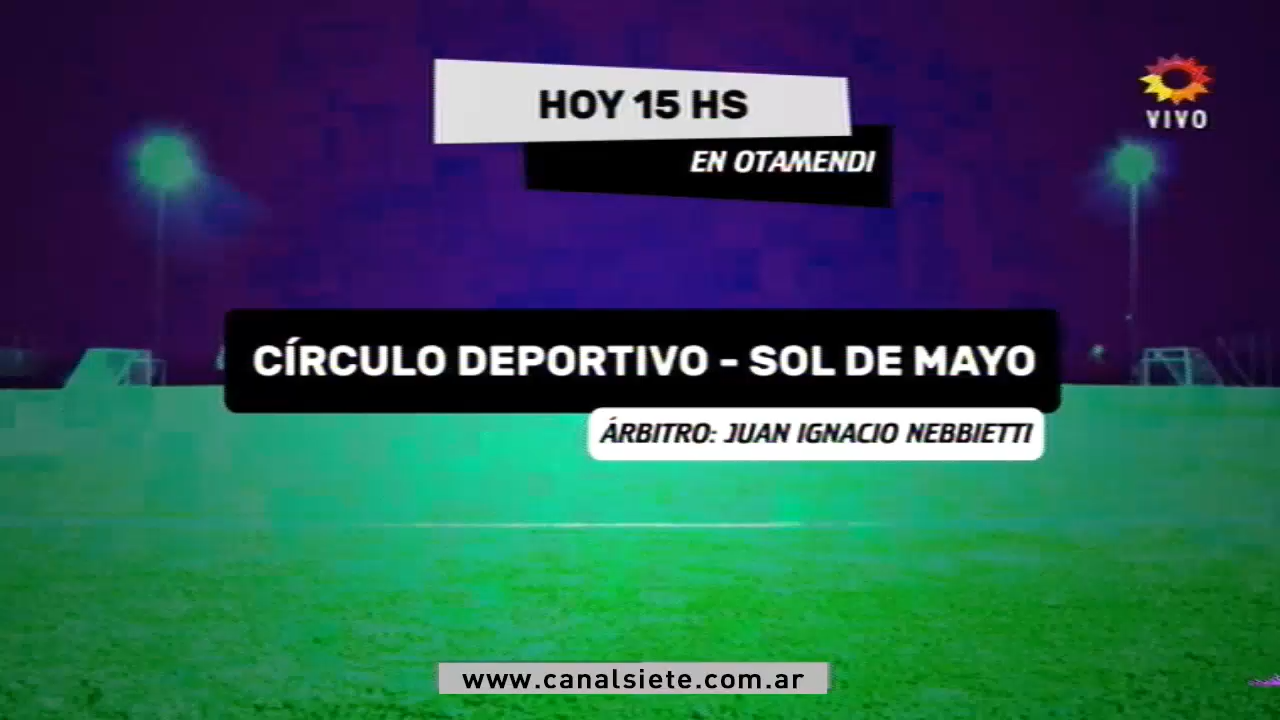 HOY 15 HS
VIVO
EN OTAMENDI
CÍRCULO DEPORTIVO - SOL DE MAYO
ÁRBITRO: JUAN IGNACIO NEBBIETTI
www.canalsiete.com.ar